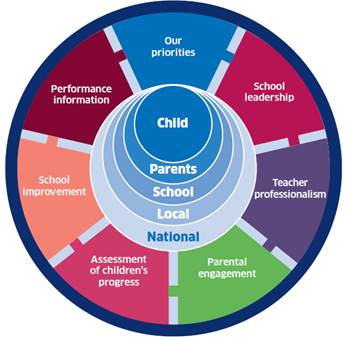 Our
priorities
School
leadership
Teacher
professionalism
Parental
engagement
Assessment
of children's
progress
School
improvement
Performance
information
Child
Parents
School
Local
National